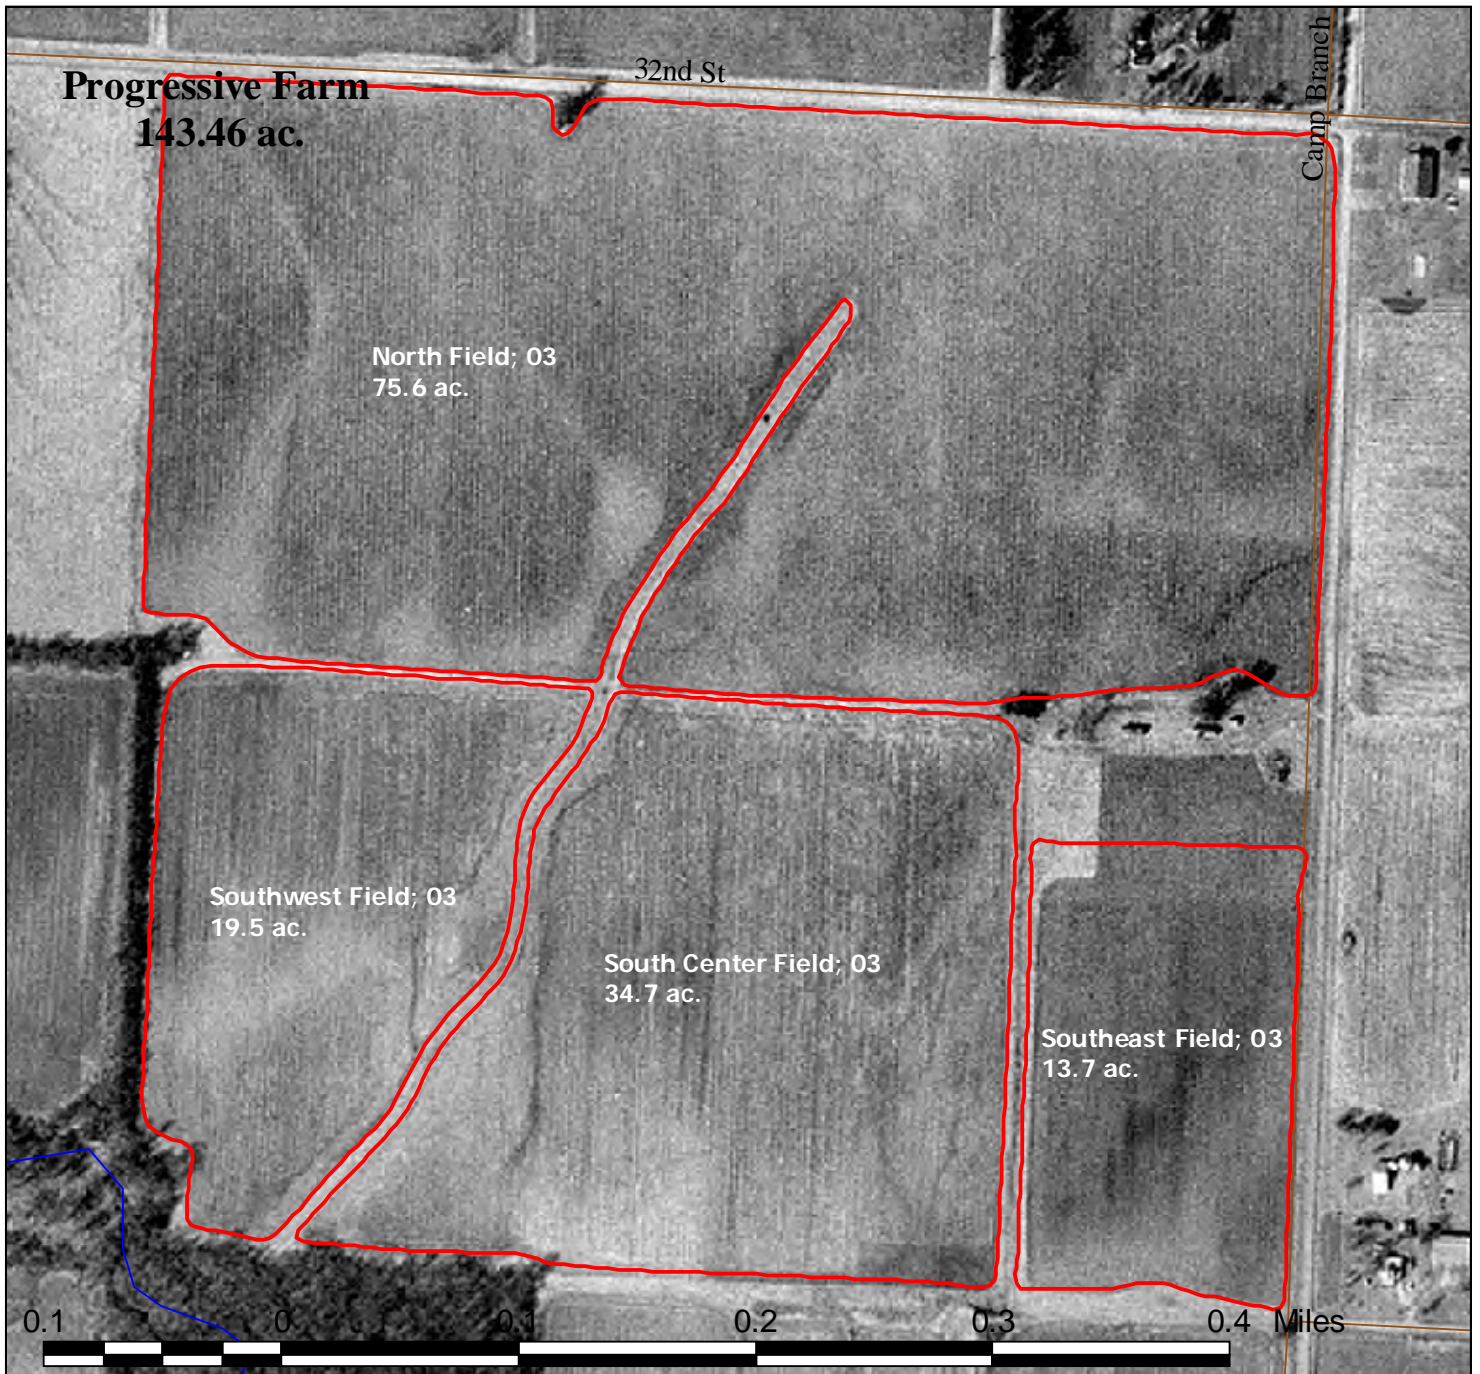 32nd St
Camp Branch
Progressive Farm
143.46 ac.
North Field; 03
75.6 ac.
Southwest Field; 03
19.5 ac.
South Center Field; 03
34.7 ac.
Southeast Field; 03
13.7 ac.
0.1 0 0.1 0.2 0.3 0.4 Miles